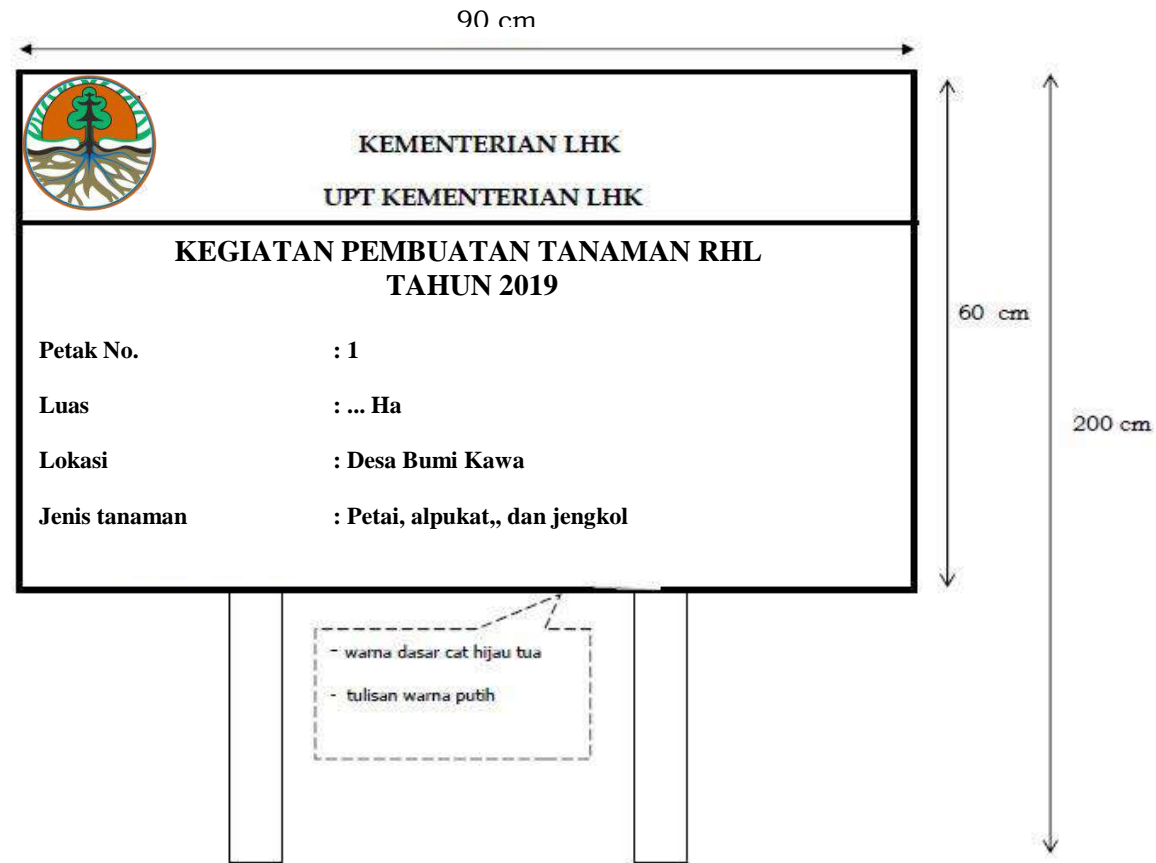 90 cm
KEMENTERIAN LHK
UPT KEMENTERIAN LHK
KEGIATAN PEMBUATAN TANAMAN RHL
TAHUN 2019
60 cm
Petak No. : 1
Luas : ... Ha
200 cm
Lokasi : Desa Bumi Kawa
Jenis tanaman : Petai, alpukat,, dan jengkol
- warna dasar cat hijau tua
- tulisan warna putih